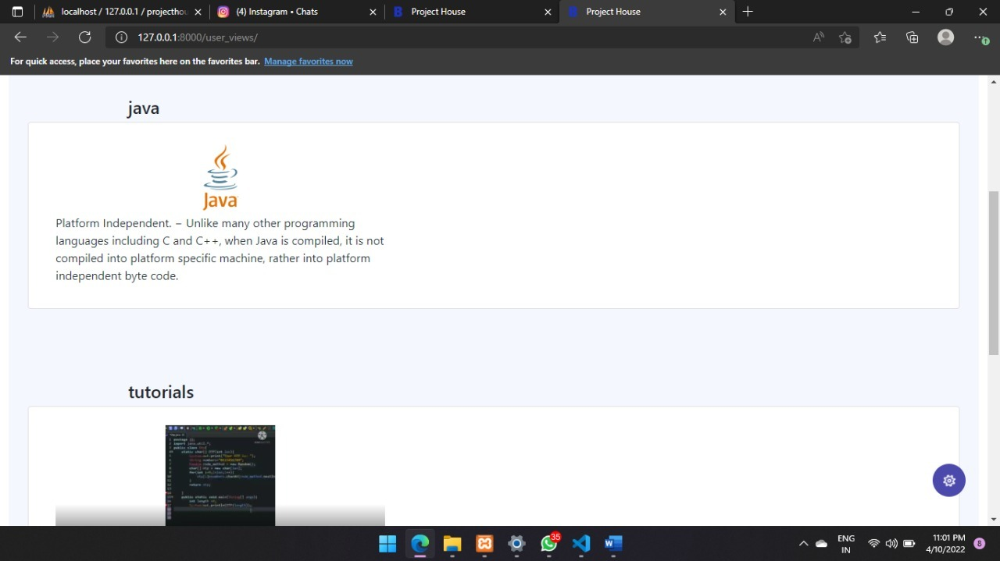 localhost / 127.0.0.1 / projecthou
(4) Instagram • Chats
Project House
Project House
127.0.0.1:8000/user_views/
For quick access, place your favorites here on the favorites bar. Manage favorites now
java
Java
Platform Independent. – Unlike many other programming
languages including C and C++, when Java is compiled, it is not
compiled into platform specific machine, rather into platform
independent byte code.
tutorials
35
ENG
IN
11:01 PM
4/10/2022
8